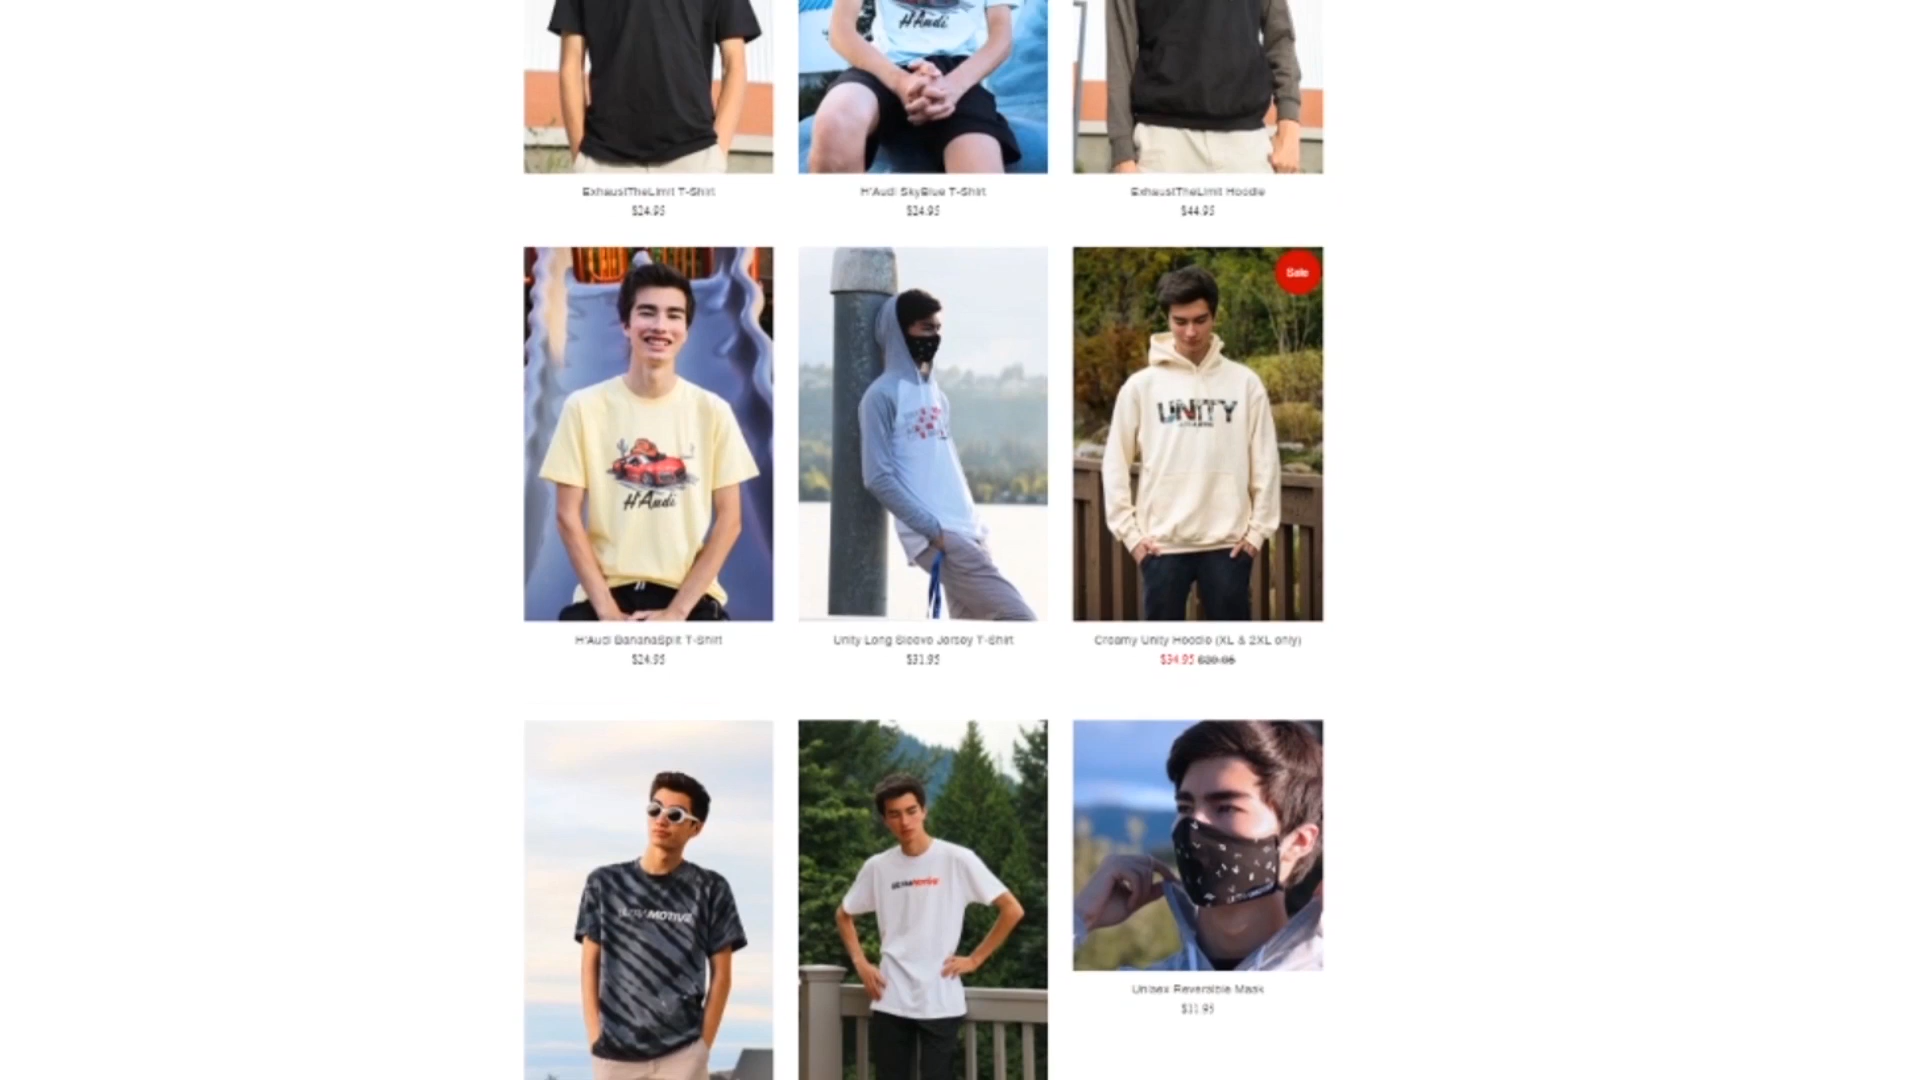 H'Audi
ExhaustTheLimit T-Shirt
$24.95
H'Audi SkyBlue T-Shirt
$24.95
ExhaustTheLimit Hoodie
$44.95
Sale
H'Audi
UNITY
H'Audi BananaSplit T-Shirt
$24.95
Unity Long Sleeve Jersey T-Shirt
$31.95
Creamy Unity Hoodie (XL & 2XL only)
$34.95
MOTIVE
Unisex Reversible Mask
$11.95